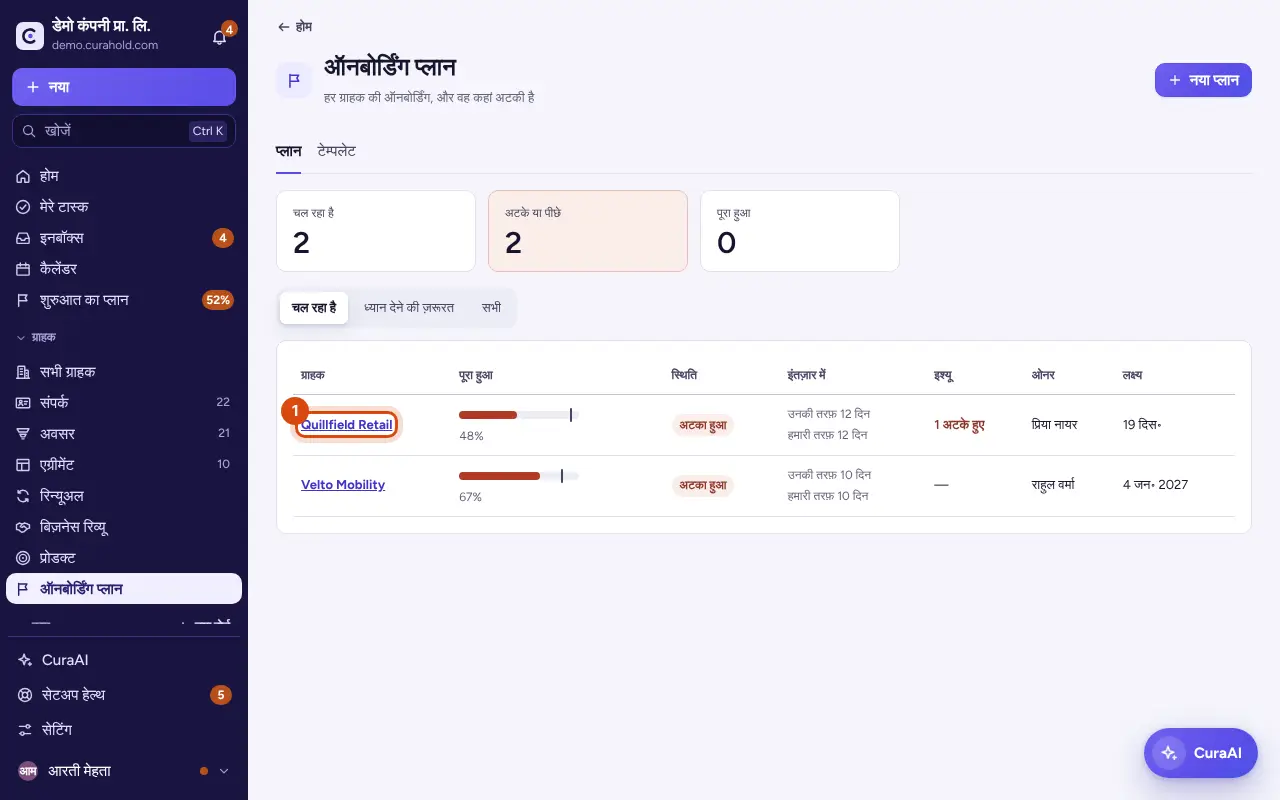 डेमो कंपनी प्रा. लि.
demo.curahold.com
4
+ नया
खोजें
Ctrl K
होम
मेरे टास्क
इनबॉक्स 4
कैलेंडर
शुरुआत का प्लान 52%
ग्राहक
सभी ग्राहक
संपर्क 22
अवसर 21
एग्रीमेंट 10
रिन्यूअल
बिज़नेस रिव्यू
प्रोडक्ट
ऑनबोर्डिंग प्लान
CuraAI
सेटअप हेल्थ 5
सेटिंग
आम आरती मेहता
← होम
ऑनबोर्डिंग प्लान
हर ग्राहक की ऑनबोर्डिंग, और वह कहां अटकी है
+ नया प्लान
प्लान टेम्पलेट
चल रहा है
2
अटके या पीछे
2
पूरा हुआ
0
चल रहा है ध्यान देने की ज़रूरत सभी
ग्राहक पूरा हुआ स्थिति इंतज़ार में इश्यू ओनर लक्ष्य
1
Quillfield Retail
48%
अटका हुआ
उनकी तरफ़ 12 दिन
हमारी तरफ़ 12 दिन
1 अटके हुए
प्रिया नायर
19 दिस॰
Velto Mobility
67%
अटका हुआ
उनकी तरफ़ 10 दिन
हमारी तरफ़ 10 दिन
—
राहुल वर्मा
4 जन॰ 2027
CuraAI